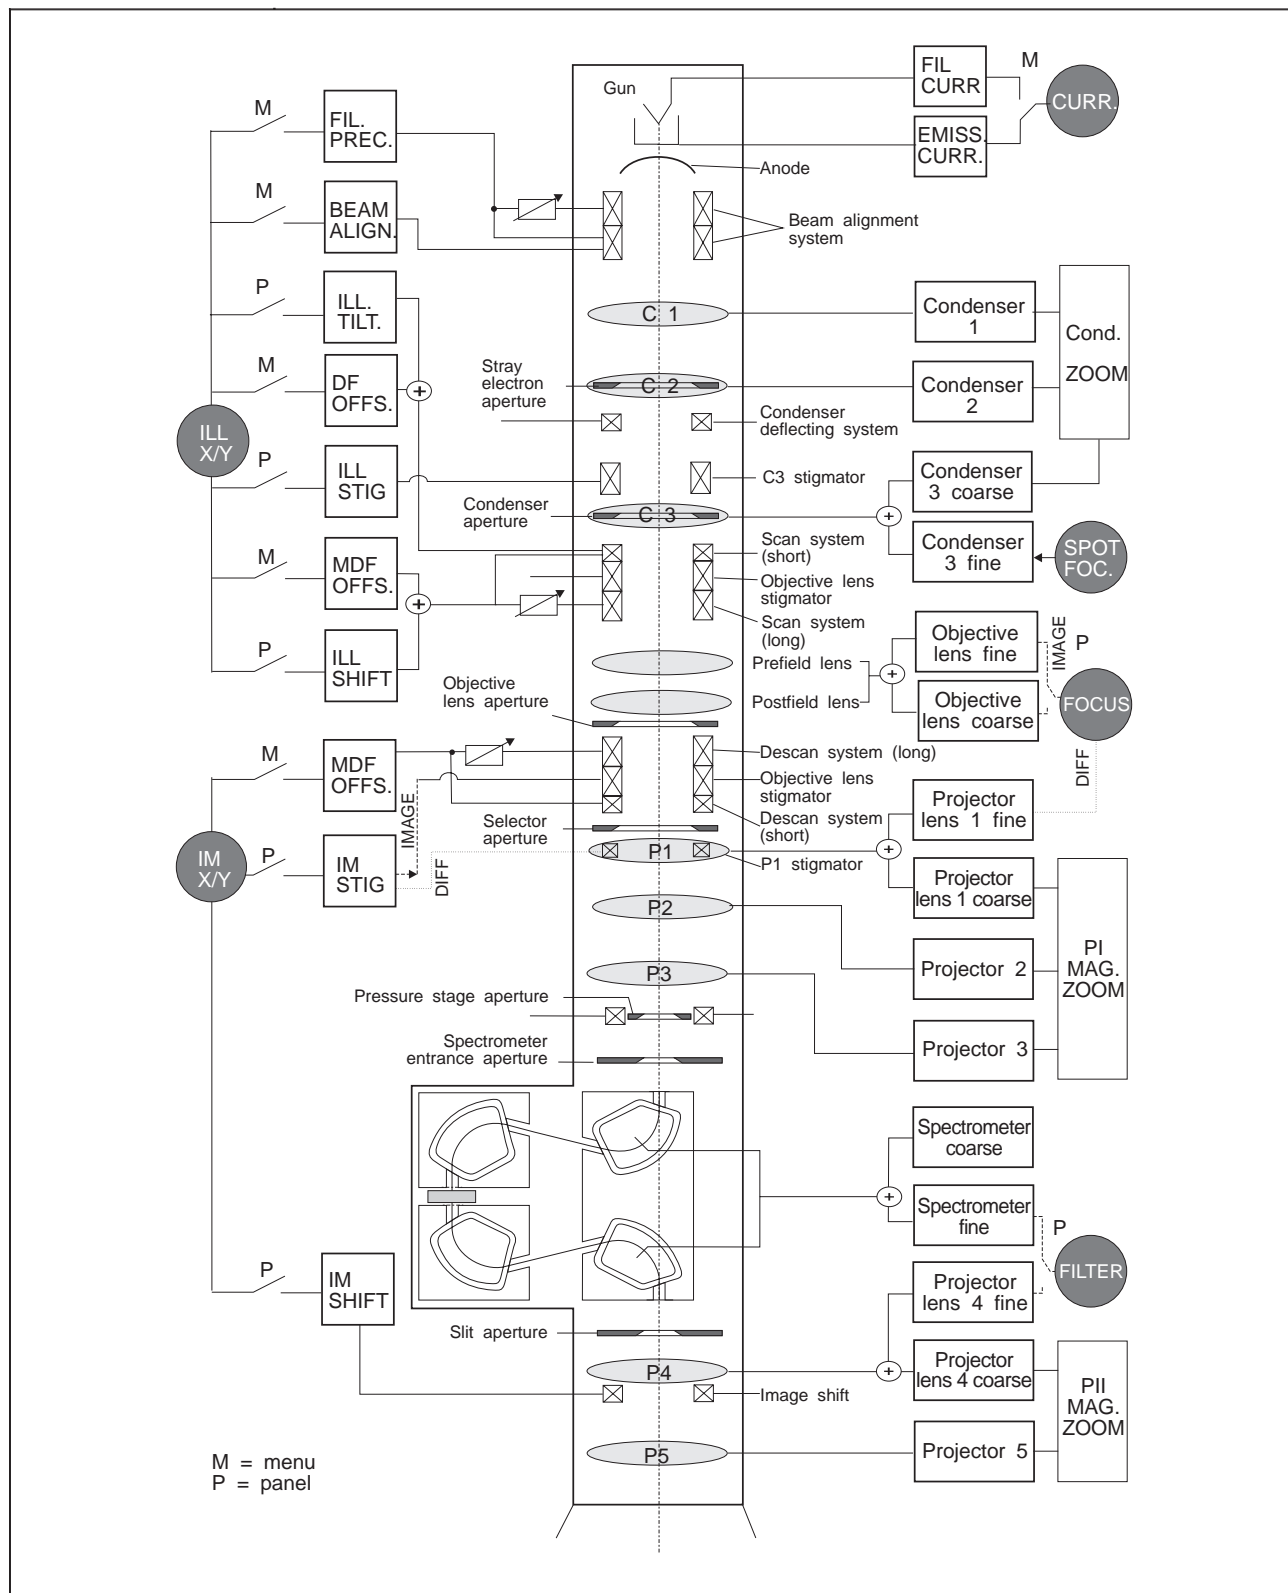 Gun
FIL
CURR
M
CURR.
M
FIL.
PREC.
EMISS.
CURR.
Anode
M
BEAM
ALIGN.
Beam alignment
system
P
ILL.
TILT.
C 1
Condenser
1
Cond.
ZOOM
M
DF
OFFS.
+
Stray
electron
aperture
C 2
Condenser
2
Condenser
deflecting system
ILL
X/Y
P
ILL
STIG
C3 stigmator
Condenser
3 coarse
Condenser
aperture
C 3
+
Condenser
3 fine
SPOT
FOC.
M
MDF
OFFS.
+
Scan system
(short)
Objective lens
stigmator
Scan system
(long)
P
ILL
SHIFT
Prefield lens
Postfield lens
+
Objective
lens fine
Objective
lens coarse
IMAGE
P
FOCUS
DIFF
Objective
lens aperture
M
MDF
OFFS.
Descan system (long)
Objective lens
stigmator
Descan system
(short)
IMAGE
Selector
aperture
IM
X/Y
P
IM
STIG
DIFF
P1
P1 stigmator
+
Projector
lens 1 fine
Projector
lens 1 coarse
P2
Projector 2
PI
MAG.
ZOOM
P3
Pressure stage aperture
Projector 3
Spectrometer
entrance aperture
Spectrometer
coarse
+
Spectrometer
fine
P
FILTER
P
IM
SHIFT
Projector
lens 4 fine
Slit aperture
P4
+
Projector
lens 4 coarse
PII
MAG.
ZOOM
Image shift
P5
Projector 5
M = menu
P = panel